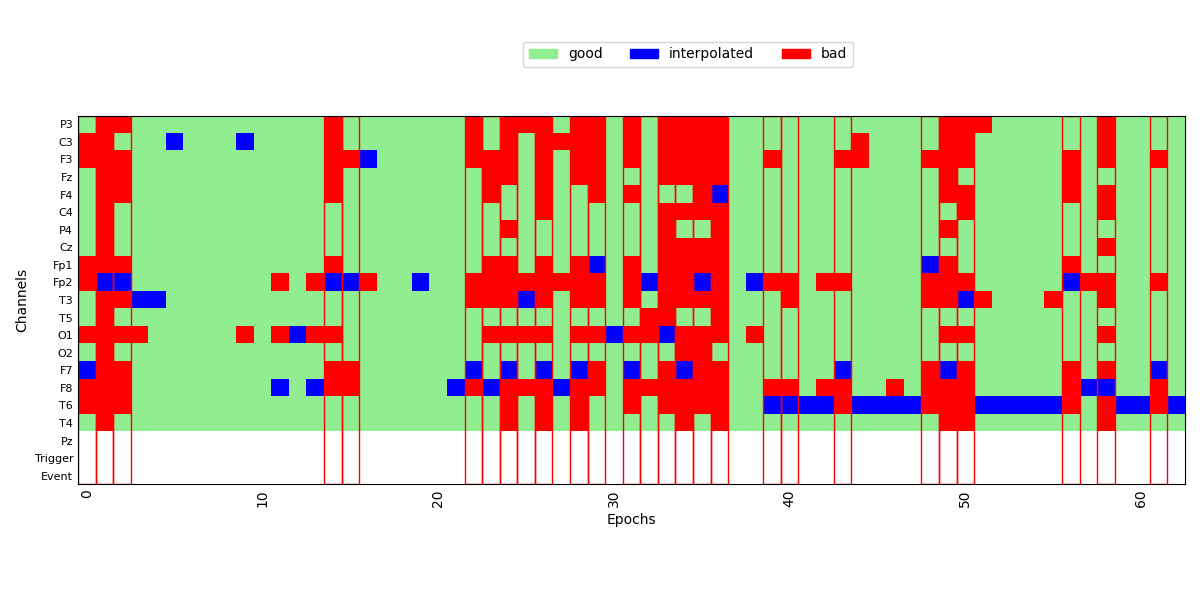 good interpolated bad
P3
C3
F3
Fz
F4
C4
P4
Cz
Fp1
Fp2
T3
T5
O1
O2
F7
F8
T6
T4
Pz
Trigger
Event
Channels
0 10 20 30 40 50 60
Epochs